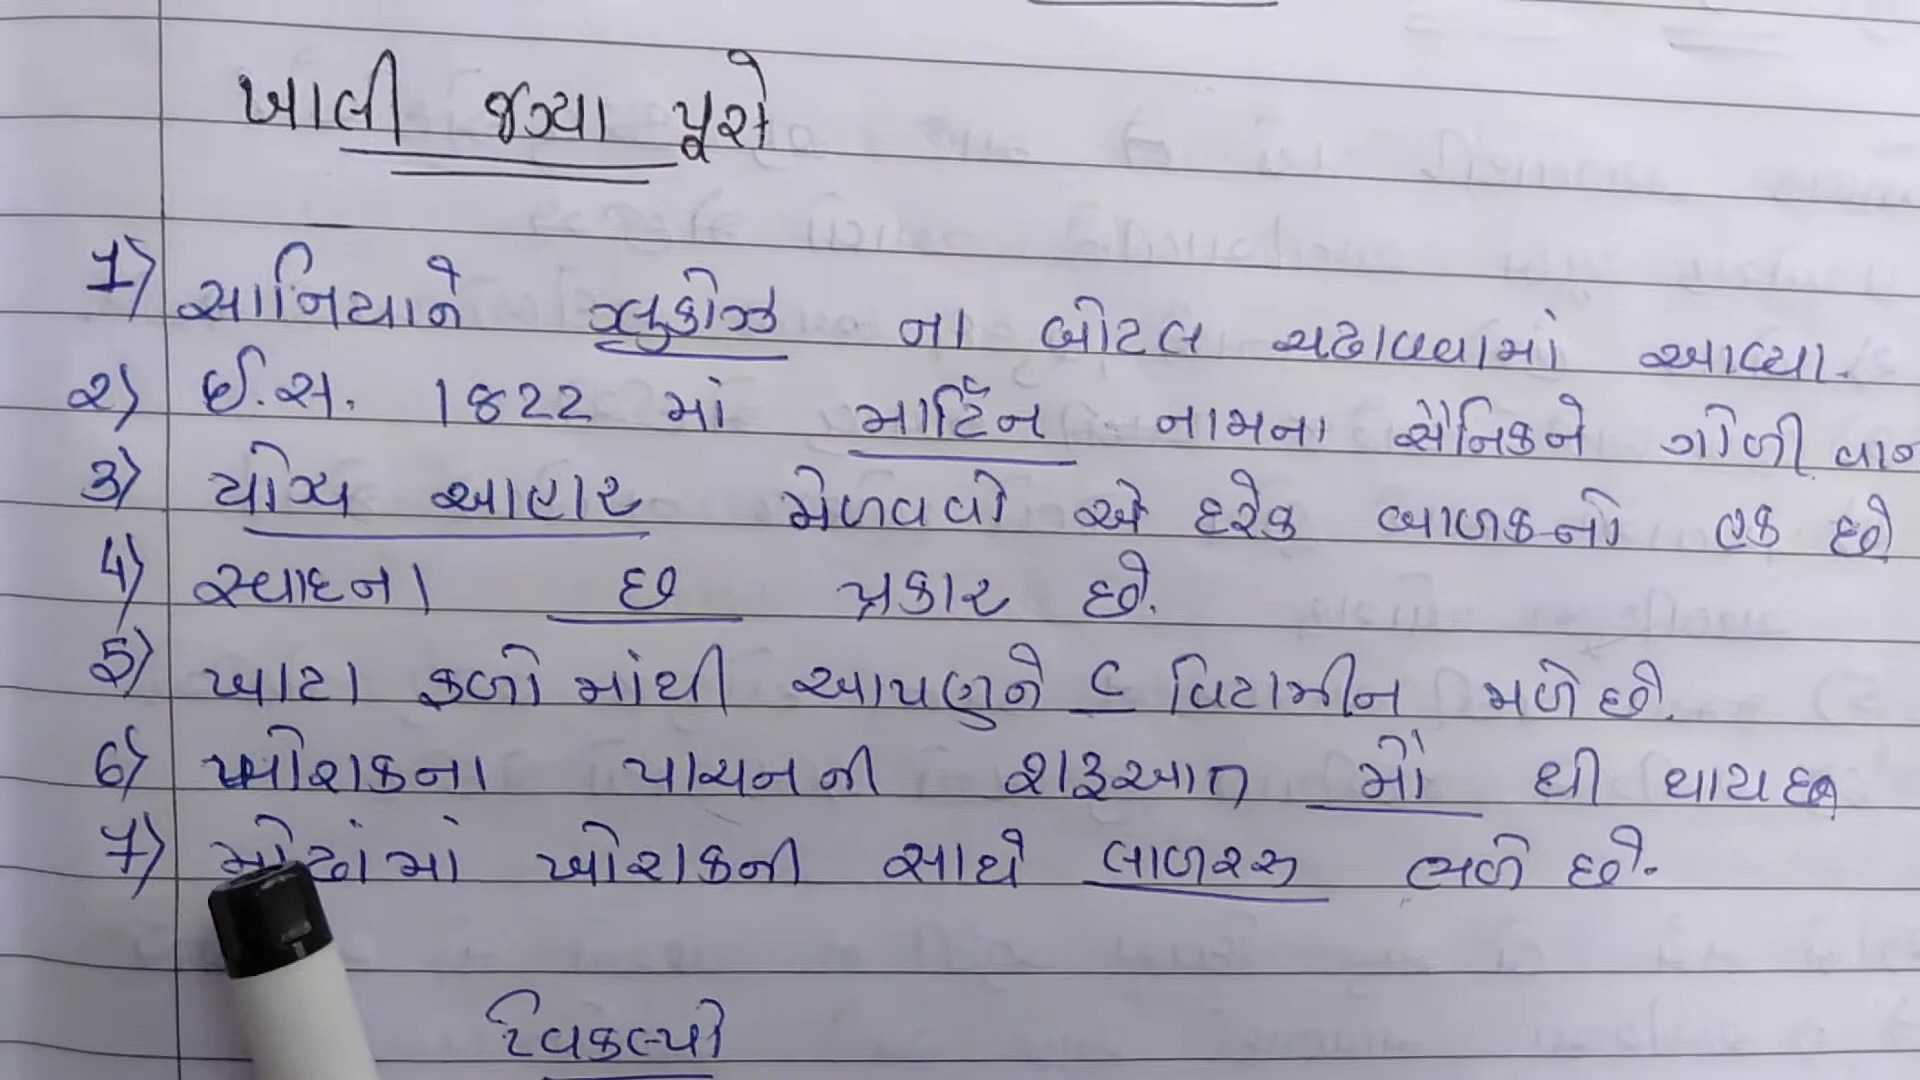 ખાલી જગ્યા પૂરો
1) સાનિયાને ગ્લુકોઝ ના બોટલ ચઢાવવામાં આવ્યા.
૨) ઈ.સ. 1822 માં માર્ટિન નામના સૈનિકને ગોળી વાગ
3) યોગ્ય આહાર મેળવવો એ દરેક બાળકનો હક છે
4) સ્વાદના છ પ્રકાર છે.
5) ખાટા ફળોમાંથી આપણને C વિટામીન મળે છે.
6) ખોરાકના પાચનની શરૂઆત મોં થી થાય છે
7) મોઢાંમાં ખોરાકની સાથે લાળરસ ભળે છે.
વિકલ્પો